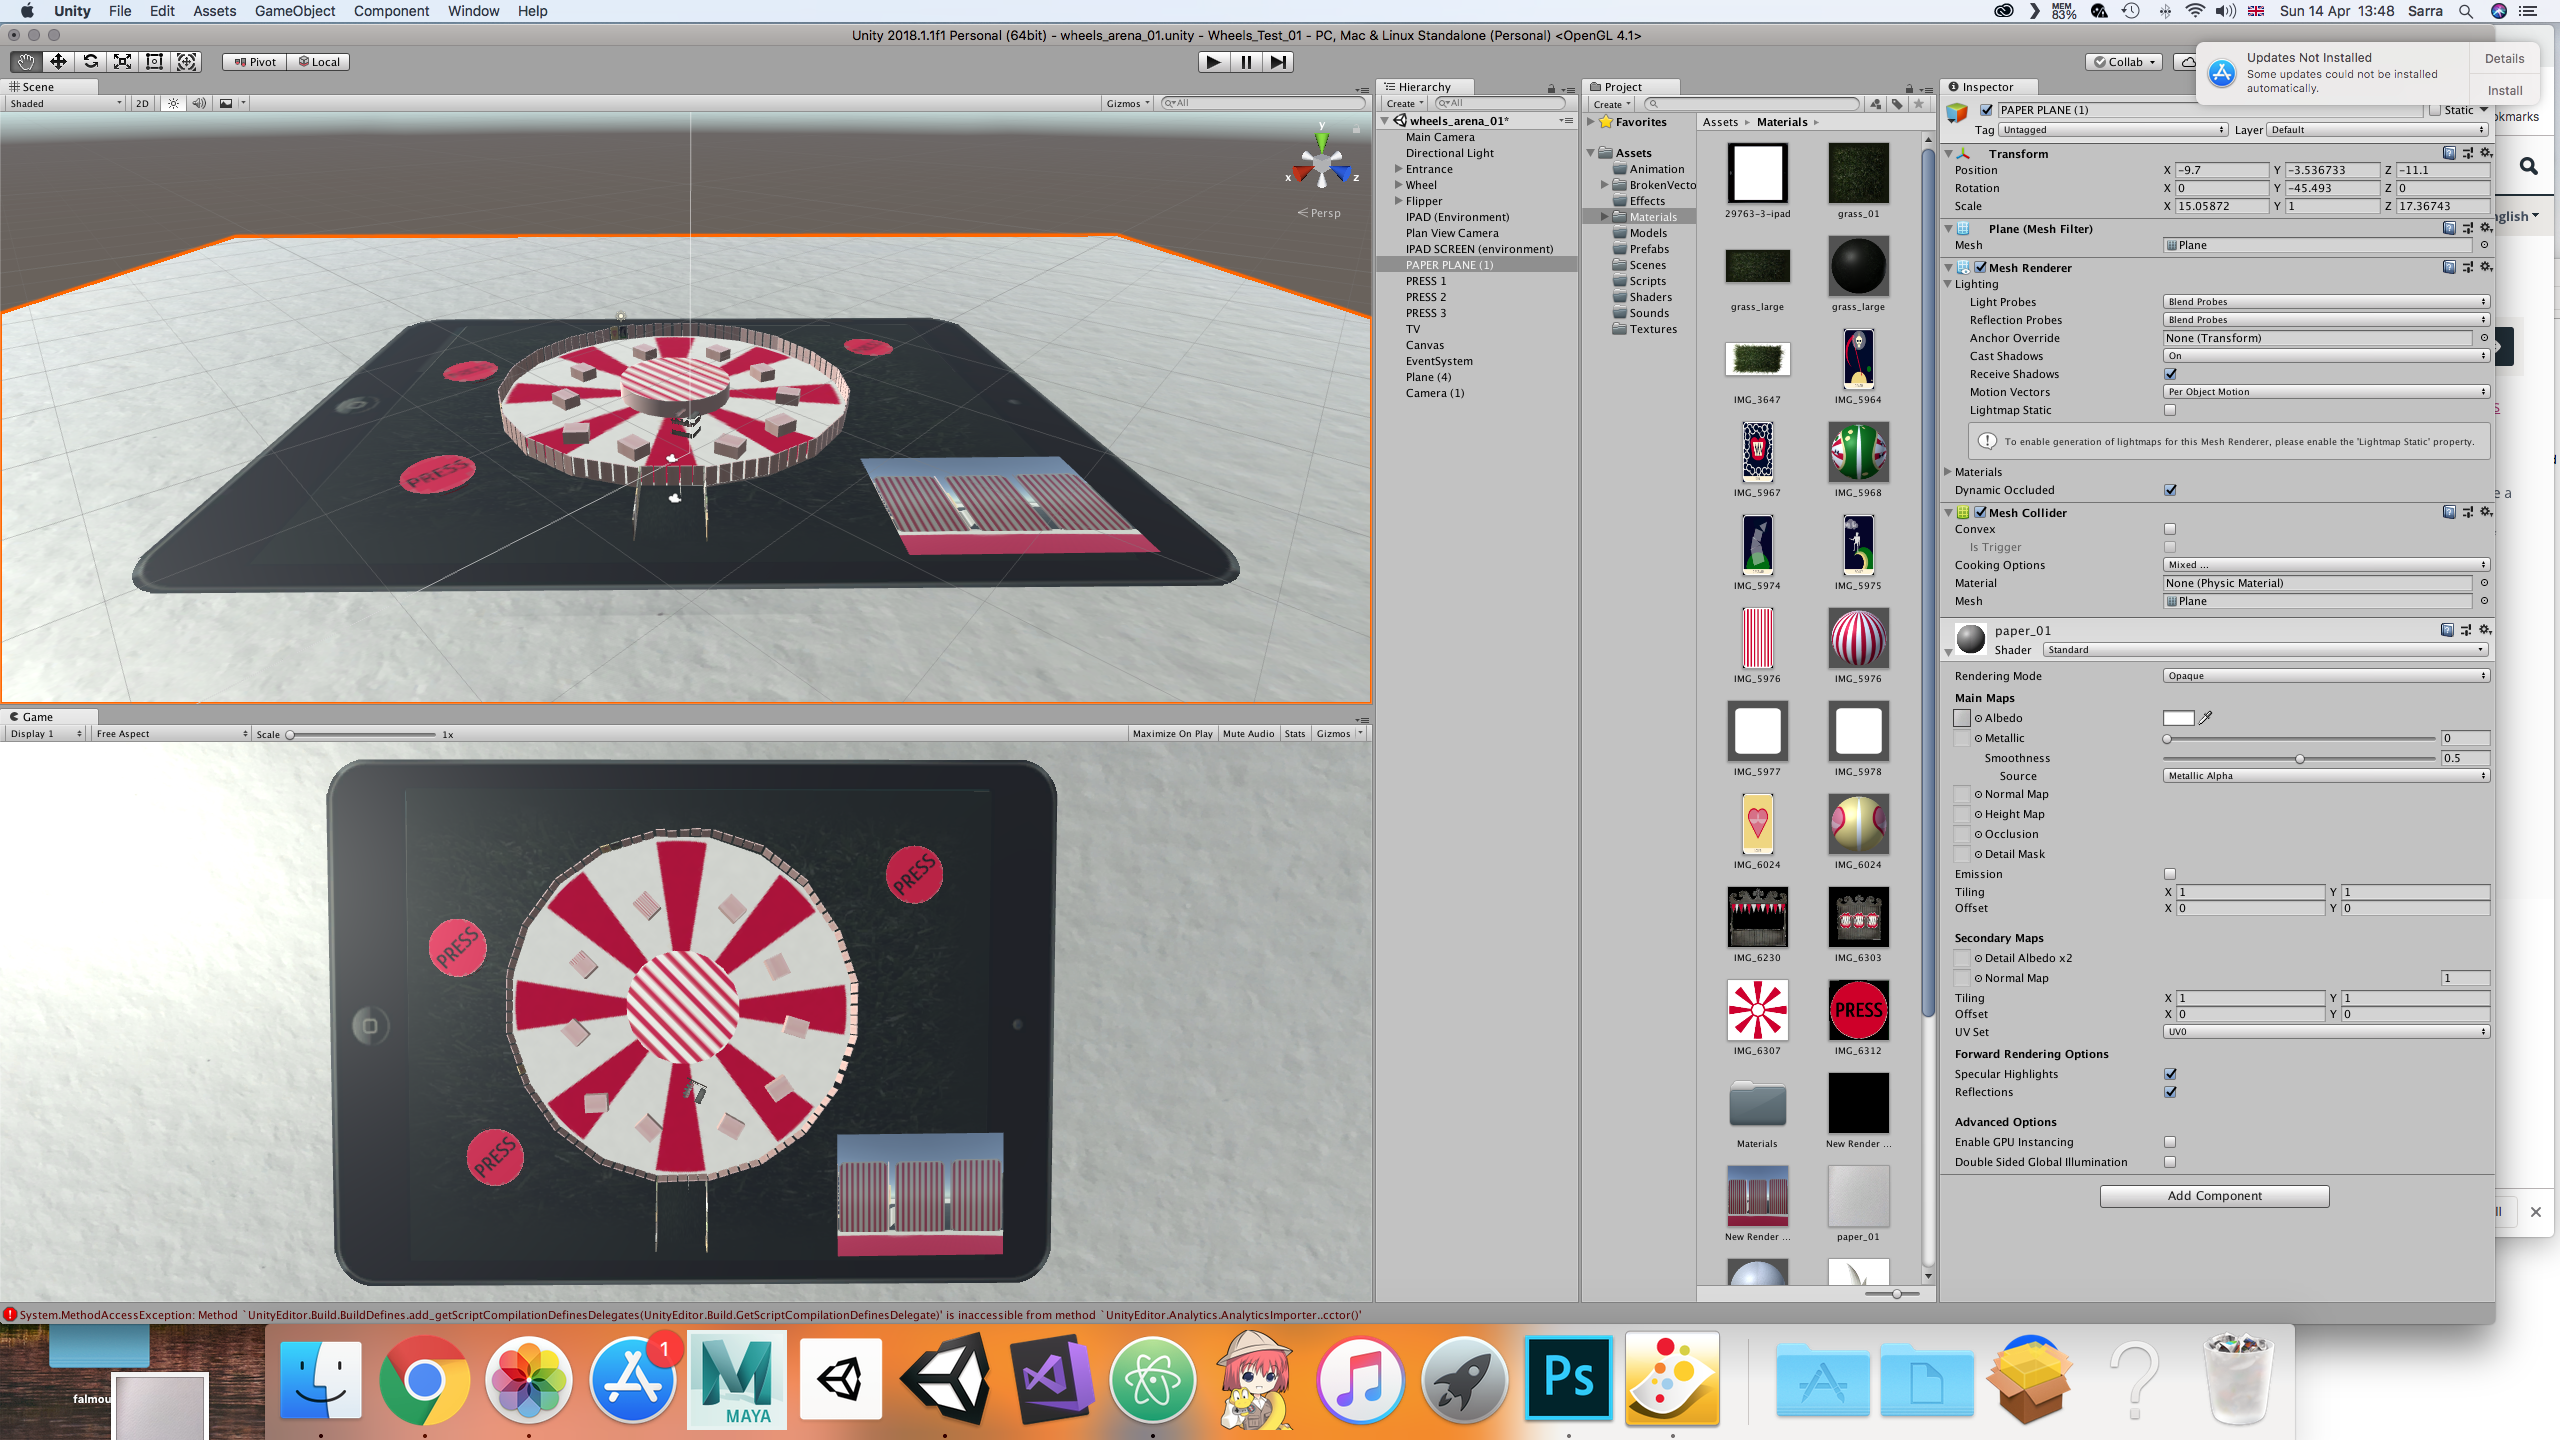 Unity File Edit Assets GameObject Component Window Help
MEM 83% Sun 14 Apr 13:48 Sarra
Unity 2018.1.1f1 Personal (64bit) - wheels_arena_01.unity - Wheels_Test_01 - PC, Mac & Linux Standalone (Personal) <OpenGL 4.1>
Pivot Local
Collab
Updates Not Installed
Some updates could not be installed automatically.
Details
Install
Scene
Shaded 2D Gizmos All
y
x z
Persp
PRESS
Game
Display 1 Free Aspect Scale 1x Maximize On Play Mute Audio Stats Gizmos
PRESS
PRESS
PRESS
Hierarchy
Create All
wheels_arena_01*
Main Camera
Directional Light
Entrance
Wheel
Flipper
IPAD (Environment)
Plan View Camera
IPAD SCREEN (environment)
PAPER PLANE (1)
PRESS 1
PRESS 2
PRESS 3
TV
Canvas
EventSystem
Plane (4)
Camera (1)
Project
Create
Favorites
Assets
Animation
BrokenVecto
Effects
Materials
Models
Prefabs
Scenes
Scripts
Shaders
Sounds
Textures
Assets Materials
29763-3-ipad grass_01
grass_large grass_large
IMG_3647 IMG_5964
IMG_5967 IMG_5968
IMG_5974 IMG_5975
IMG_5976 IMG_5976
IMG_5977 IMG_5978
IMG_6024 IMG_6024
IMG_6230 IMG_6303
PRESS
IMG_6307 IMG_6312
Materials New Render ...
New Render ... paper_01
Inspector
PAPER PLANE (1) Static
Tag Untagged Layer Default
Transform
Position X -9.7 Y -3.536733 Z -11.1
Rotation X 0 Y -45.493 Z 0
Scale X 15.05872 Y 1 Z 17.36743
Plane (Mesh Filter)
Mesh Plane
Mesh Renderer
Lighting
Light Probes Blend Probes
Reflection Probes Blend Probes
Anchor Override None (Transform)
Cast Shadows On
Receive Shadows
Motion Vectors Per Object Motion
Lightmap Static
To enable generation of lightmaps for this Mesh Renderer, please enable the 'Lightmap Static' property.
Materials
Dynamic Occluded
Mesh Collider
Convex
Is Trigger
Cooking Options Mixed ...
Material None (Physic Material)
Mesh Plane
paper_01
Shader Standard
Rendering Mode Opaque
Main Maps
Albedo
Metallic 0
Smoothness 0.5
Source Metallic Alpha
Normal Map
Height Map
Occlusion
Detail Mask
Emission
Tiling X 1 Y 1
Offset X 0 Y 0
Secondary Maps
Detail Albedo x2
Normal Map 1
Tiling X 1 Y 1
Offset X 0 Y 0
UV Set UV0
Forward Rendering Options
Specular Highlights
Reflections
Advanced Options
Enable GPU Instancing
Double Sided Global Illumination
Add Component
okmarks
glish
e a
System.MethodAccessException: Method `UnityEditor.Build.BuildDefines.add_getScriptCompilationDefinesDelegates(UnityEditor.Build.GetScriptCompilationDefinesDelegate)' is inaccessible from method `UnityEditor.Analytics.AnalyticsImporter..cctor()'
falmou
1
MAYA
Ps